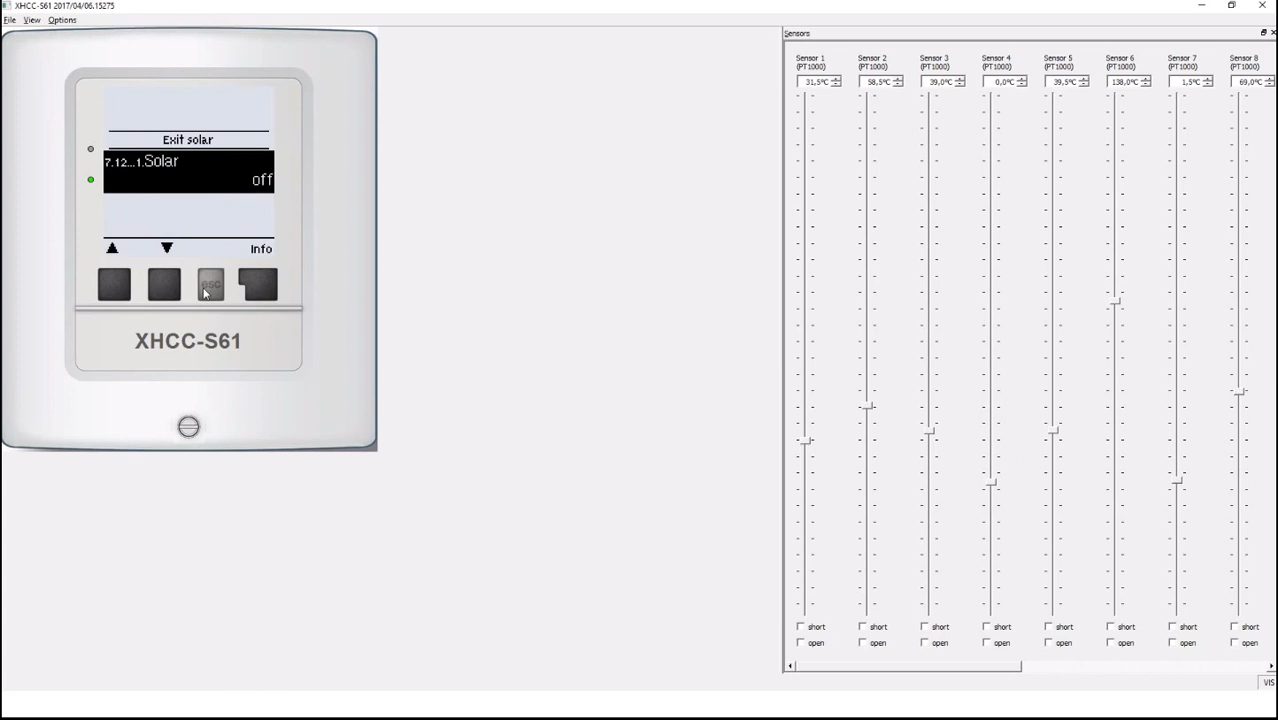 XHCC-S61 2017/04/06.15275
File View Options
Exit solar
7.12...1.Solar
off
Info
esc
XHCC-S61
Sensors
Sensor 1 Sensor 2 Sensor 3 Sensor 4 Sensor 5 Sensor 6 Sensor 7 Sensor 8
(PT1000) (PT1000) (PT1000) (PT1000) (PT1000) (PT1000) (PT1000) (PT1000)
31,5°C 58,5°C 39,0°C 0,0°C 39,5°C 138,0°C 1,5°C 69,0°C
short short short short short short short short
open open open open open open open open
VIS